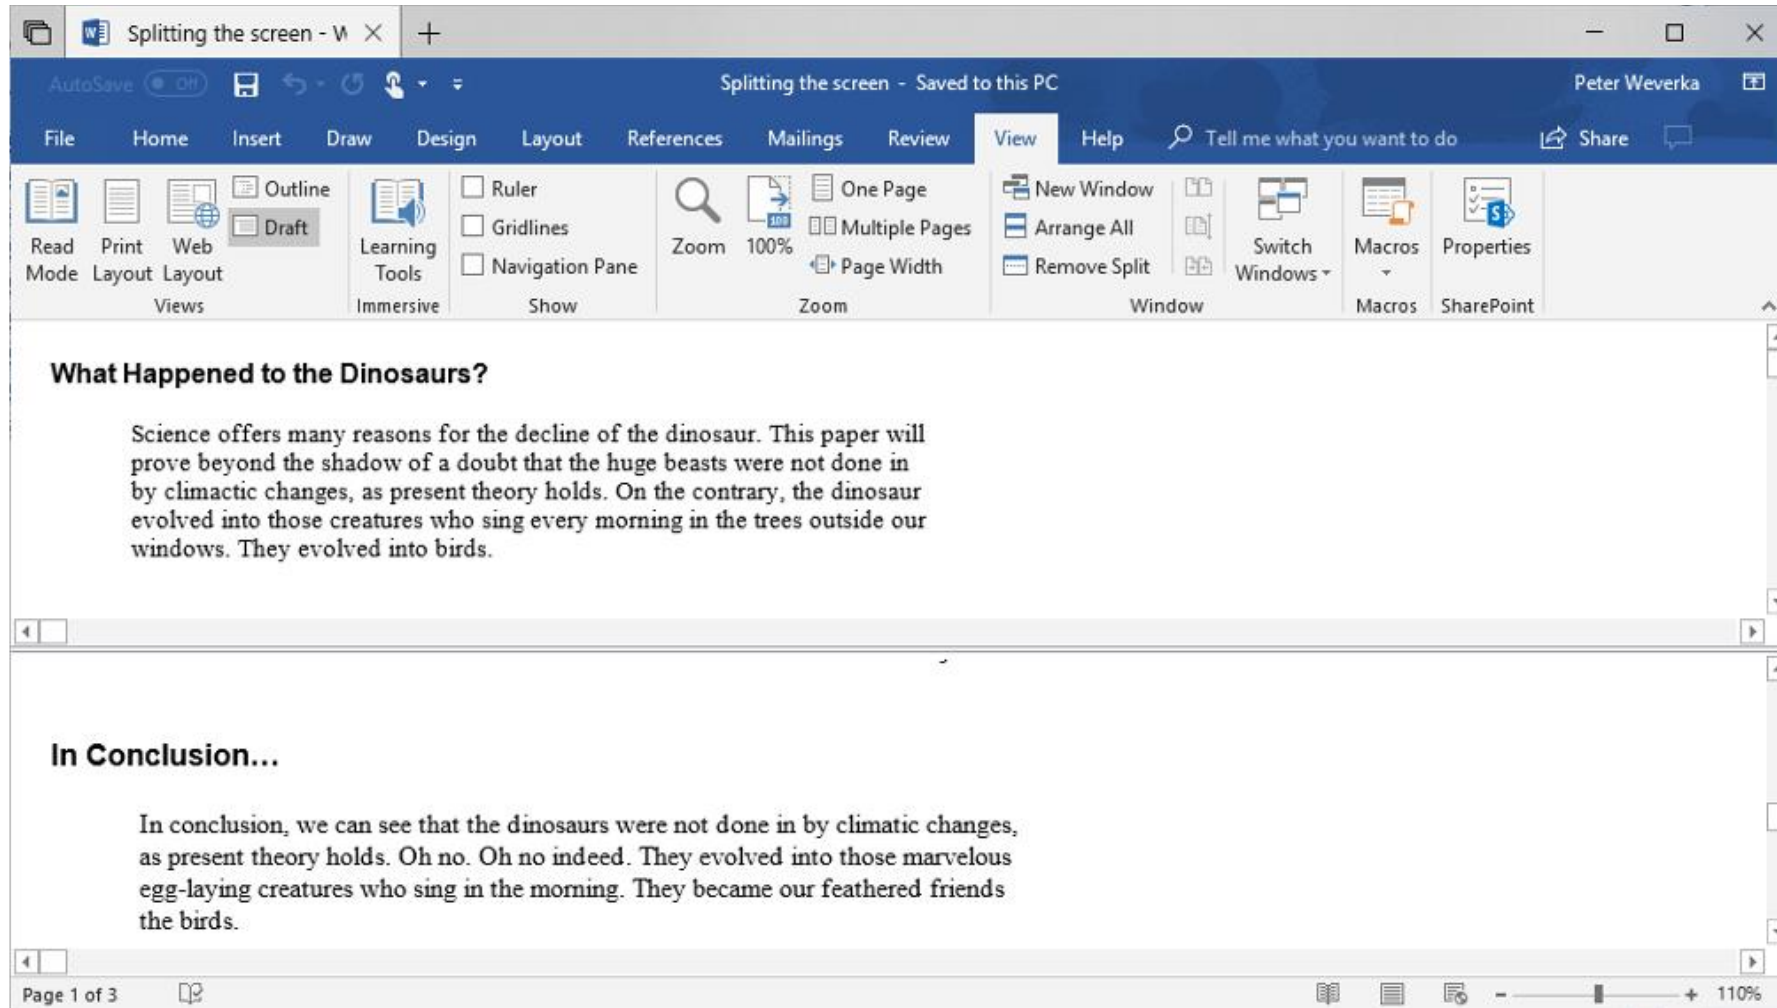 Splitting the screen - W
AutoSave Off Splitting the screen - Saved to this PC Peter Weverka
File Home Insert Draw Design Layout References Mailings Review View Help Tell me what you want to do Share
Read Mode
Print Layout
Web Layout
Outline
Draft
Views
Learning Tools
Immersive
Ruler
Gridlines
Navigation Pane
Show
Zoom
100%
One Page
Multiple Pages
Page Width
Zoom
New Window
Arrange All
Remove Split
Switch Windows
Window
Macros
Macros
Properties
SharePoint
What Happened to the Dinosaurs?
Science offers many reasons for the decline of the dinosaur. This paper will
prove beyond the shadow of a doubt that the huge beasts were not done in
by climactic changes, as present theory holds. On the contrary, the dinosaur
evolved into those creatures who sing every morning in the trees outside our
windows. They evolved into birds.
In Conclusion…
In conclusion, we can see that the dinosaurs were not done in by climatic changes,
as present theory holds. Oh no. Oh no indeed. They evolved into those marvelous
egg-laying creatures who sing in the morning. They became our feathered friends
the birds.
Page 1 of 3 110%